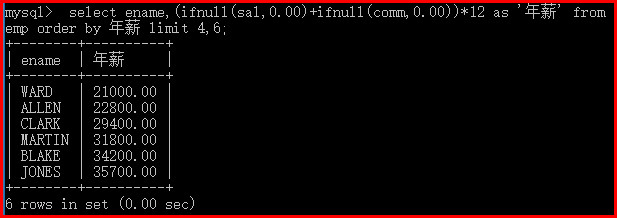 mysql>  select ename,(ifnull(sal,0.00)+ifnull(comm,0.00))*12 as '年薪' from
emp order by 年薪 limit 4,6;
+--------+----------+
| ename  | 年薪     |
+--------+----------+
| WARD   | 21000.00 |
| ALLEN  | 22800.00 |
| CLARK  | 29400.00 |
| MARTIN | 31800.00 |
| BLAKE  | 34200.00 |
| JONES  | 35700.00 |
+--------+----------+
6 rows in set (0.00 sec)